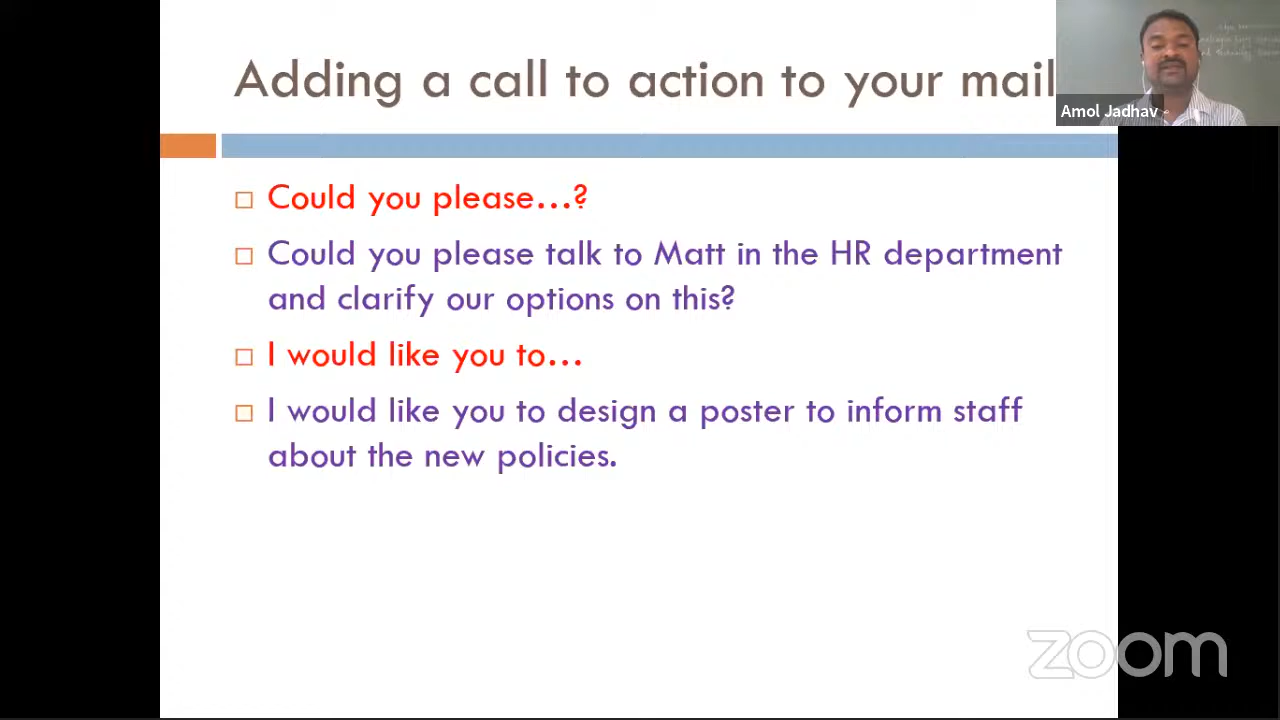 Adding a call to action to your mail
Amol Jadhav
Could you please...?
Could you please talk to Matt in the HR department
and clarify our options on this?
I would like you to...
I would like you to design a poster to inform staff
about the new policies.
zoom